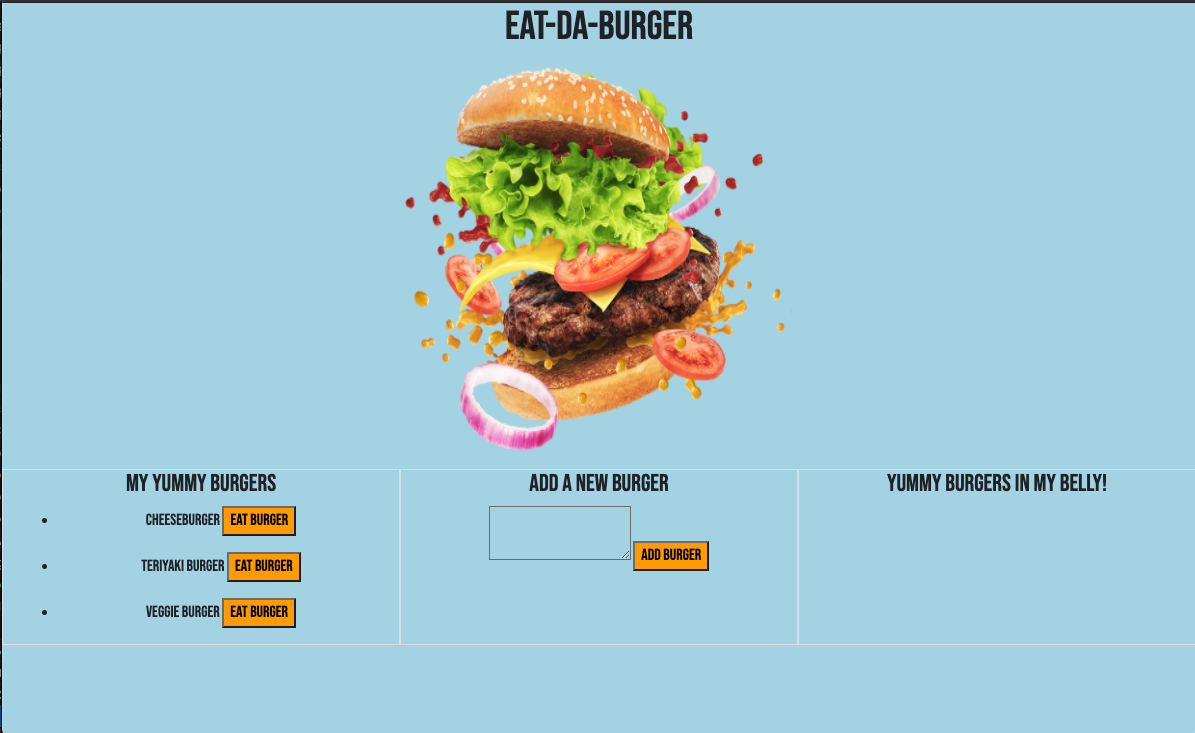 EAT-DA-BURGER
MY YUMMY BURGERS
CHEESEBURGER EAT BURGER
TERIYAKI BURGER EAT BURGER
VEGGIE BURGER EAT BURGER
ADD A NEW BURGER
ADD BURGER
YUMMY BURGERS IN MY BELLY!